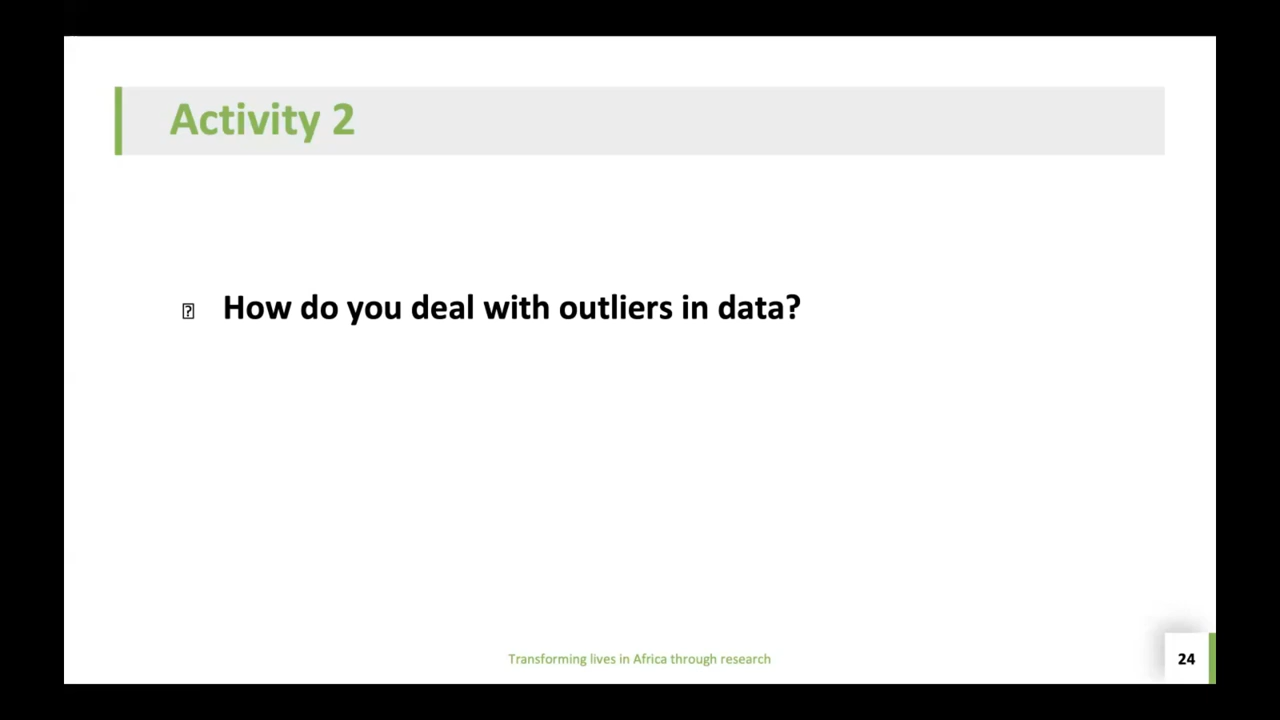 Activity 2
How do you deal with outliers in data?
Transforming lives in Africa through research
24